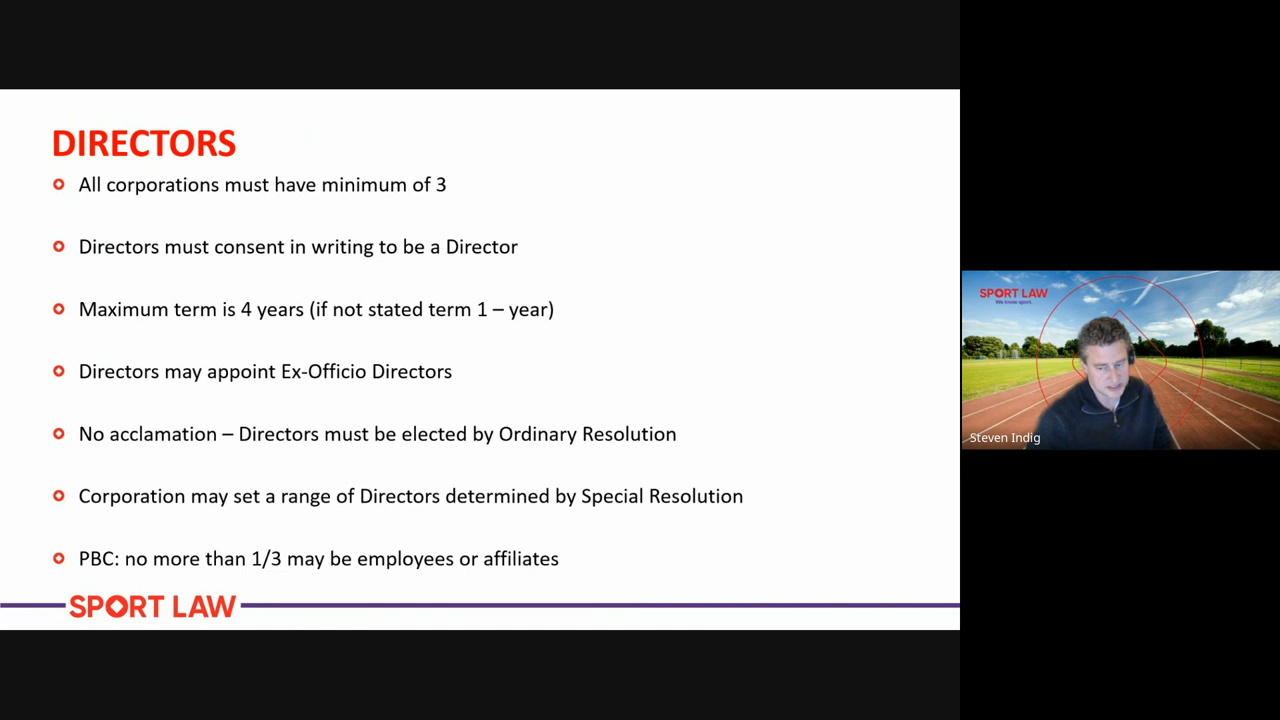 DIRECTORS
All corporations must have minimum of 3
Directors must consent in writing to be a Director
Maximum term is 4 years (if not stated term 1 – year)
Directors may appoint Ex-Officio Directors
No acclamation – Directors must be elected by Ordinary Resolution
Corporation may set a range of Directors determined by Special Resolution
PBC: no more than 1/3 may be employees or affiliates
SPORT LAW
SPORT LAW
We know sport.
Steven Indig